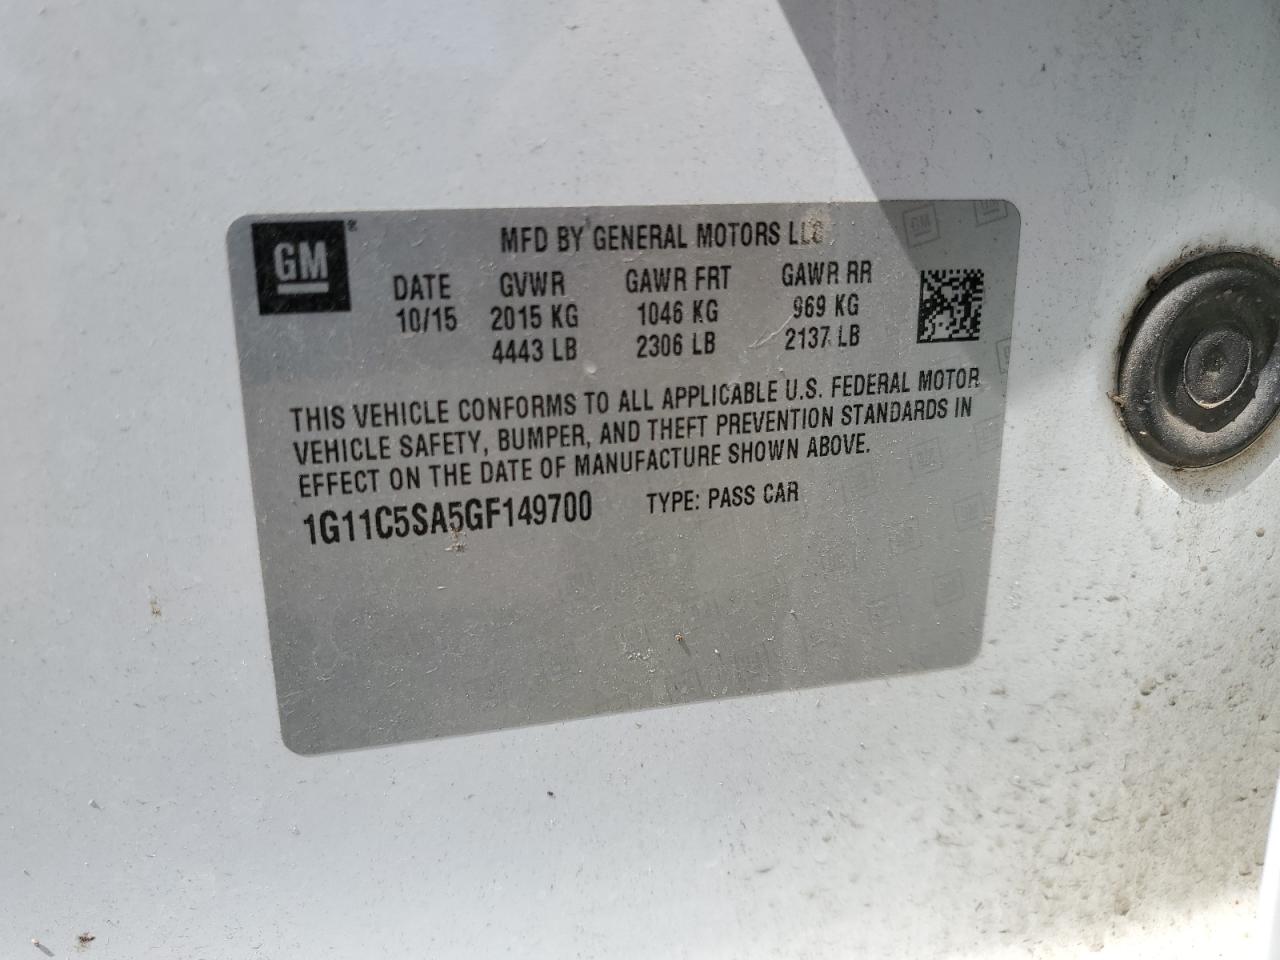 GM®
MFD BY GENERAL MOTORS LLC
DATE GVWR GAWR FRT GAWR RR
10/15 2015 KG 1046 KG 969 KG
4443 LB 2306 LB 2137 LB
THIS VEHICLE CONFORMS TO ALL APPLICABLE U.S. FEDERAL MOTOR
VEHICLE SAFETY, BUMPER, AND THEFT PREVENTION STANDARDS IN
EFFECT ON THE DATE OF MANUFACTURE SHOWN ABOVE.
1G11C5SA5GF149700 TYPE: PASS CAR